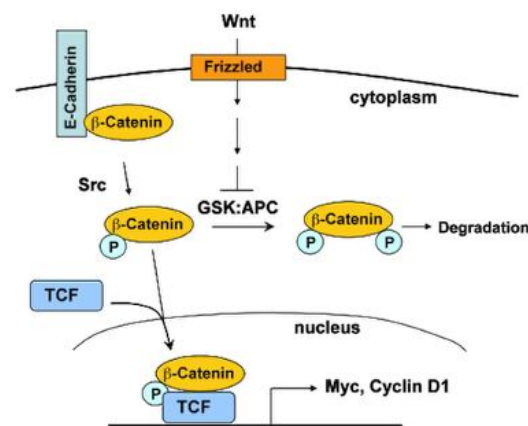 Wnt
Frizzled
E-Cadherin
cytoplasm
β-Catenin
Src
GSK:APC
β-Catenin
P
β-Catenin
P
P
Degradation
TCF
nucleus
β-Catenin
P
TCF
Myc, Cyclin D1